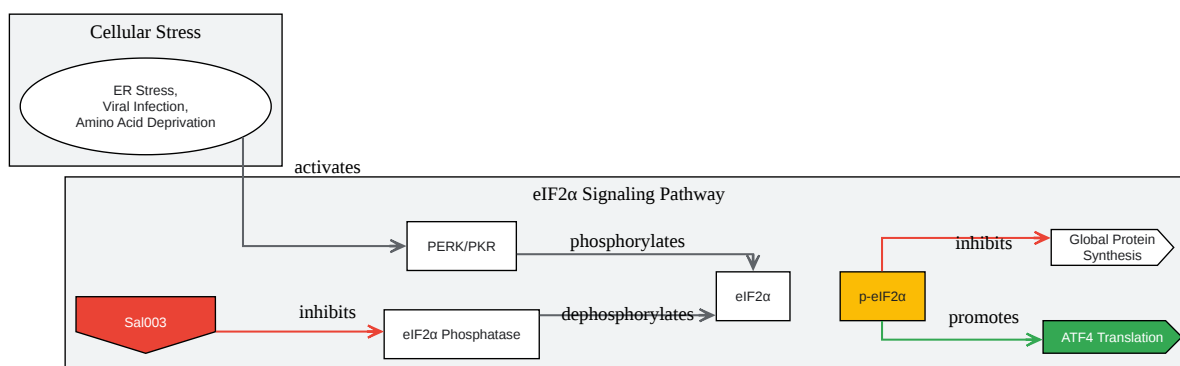 Cellular Stress
ER Stress,
Viral Infection,
Amino Acid Deprivation
activates
eIF2α Signaling Pathway
PERK/PKR
phosphorylates
inhibits
Global Protein
Synthesis
Sal003
inhibits
eIF2α Phosphatase
dephosphorylates
eIF2α
p-eIF2α
promotes
ATF4 Translation